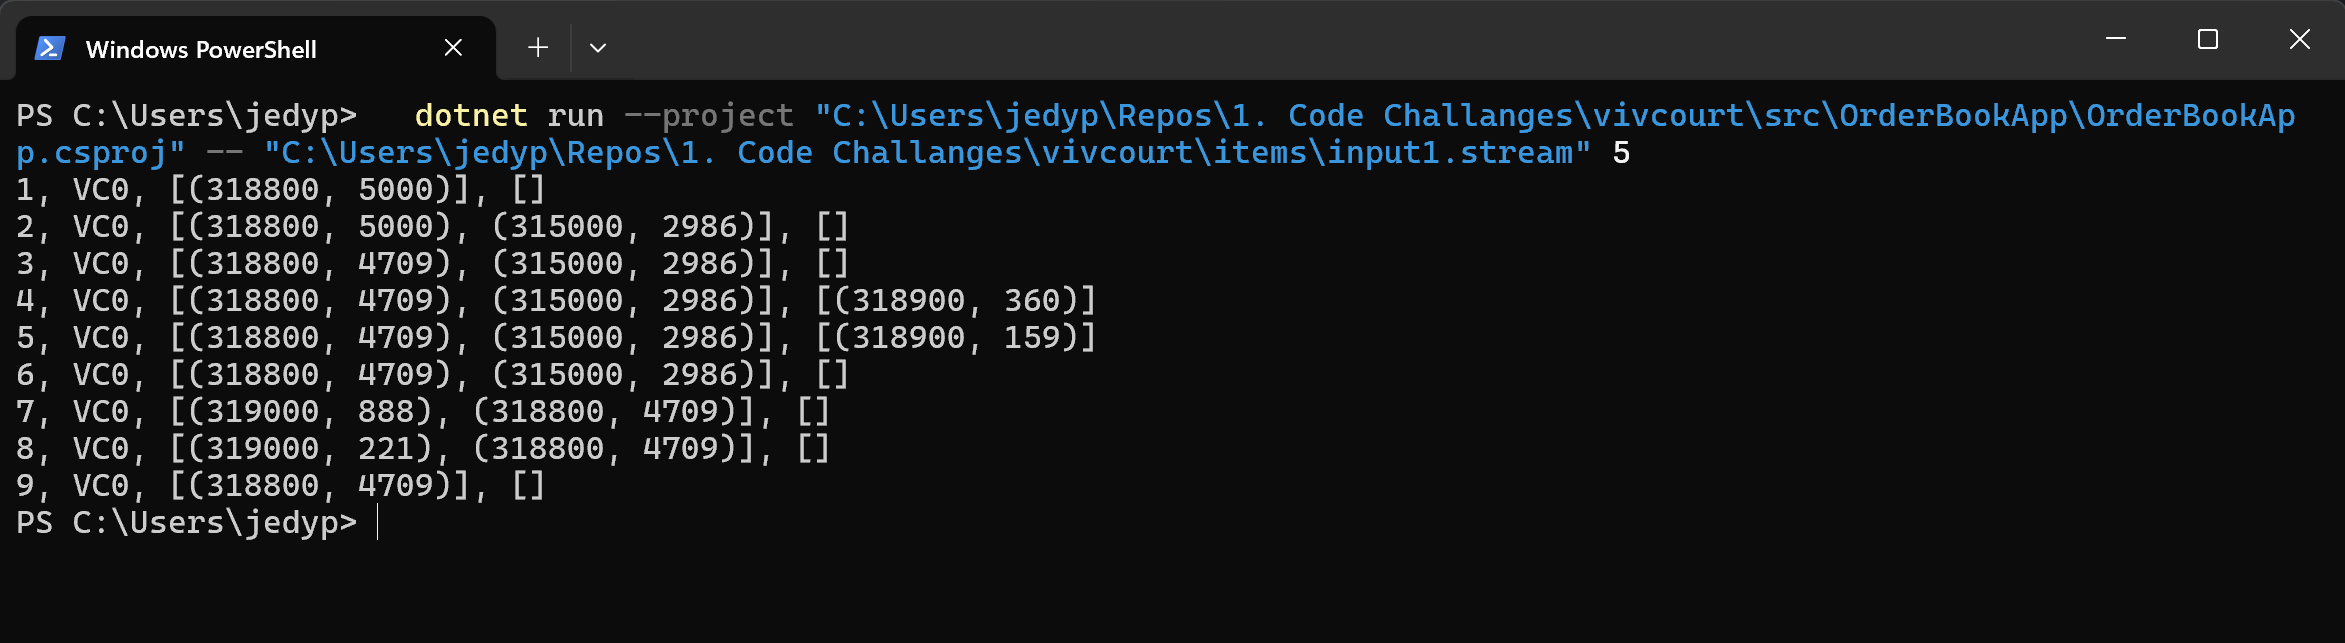 Windows PowerShell
PS C:\Users\jedyp>   dotnet run --project "C:\Users\jedyp\Repos\1. Code Challanges\vivcourt\src\OrderBookApp\OrderBookAp
p.csproj" -- "C:\Users\jedyp\Repos\1. Code Challanges\vivcourt\items\input1.stream" 5
1, VC0, [(318800, 5000)], []
2, VC0, [(318800, 5000), (315000, 2986)], []
3, VC0, [(318800, 4709), (315000, 2986)], []
4, VC0, [(318800, 4709), (315000, 2986)], [(318900, 360)]
5, VC0, [(318800, 4709), (315000, 2986)], [(318900, 159)]
6, VC0, [(318800, 4709), (315000, 2986)], []
7, VC0, [(319000, 888), (318800, 4709)], []
8, VC0, [(319000, 221), (318800, 4709)], []
9, VC0, [(318800, 4709)], []
PS C:\Users\jedyp>